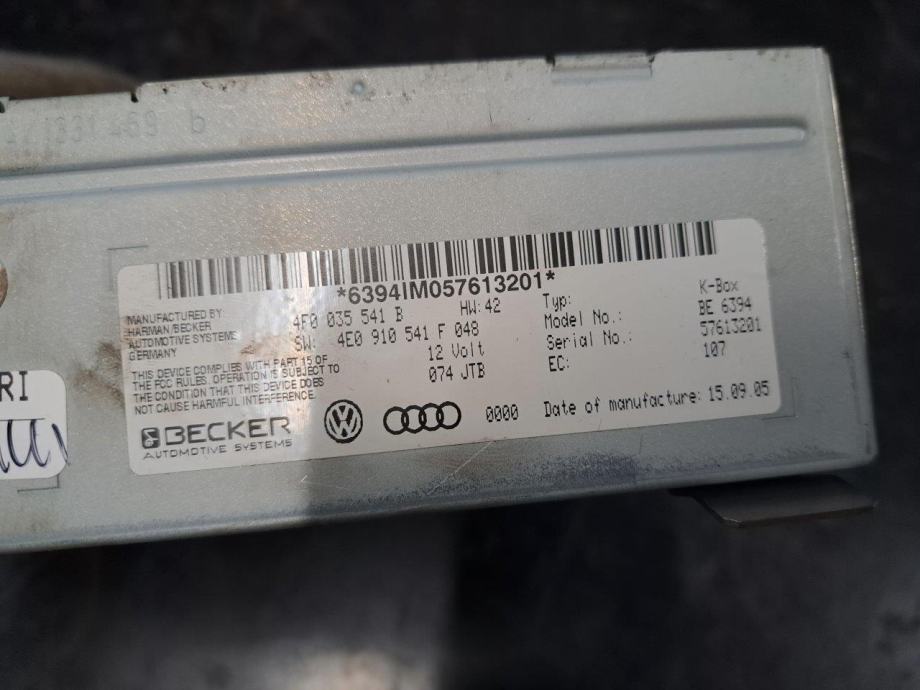 1331469 b
*6394IM057613201*
MANUFACTURED BY:
HARMAN/BECKER
AUTOMOTIVE SYSTEMS
GERMANY
THIS DEVICE COMPLIES WITH PART 15 OF
THE FCC RULES. OPERATION IS SUBJECT TO
THE CONDITION THAT THIS DEVICE DOES
NOT CAUSE HARMFUL INTERFERENCE.
4F0 035 541 B HW: 42
SW: 4E0 910 541 F 048
12 Volt
074 JTB
Typ: K-Box
Model No.: BE 6394
Serial No.: 57613201
EC: 107
BECKER
AUTOMOTIVE SYSTEMS
0000
Date of manufacture: 15.09.05
RI